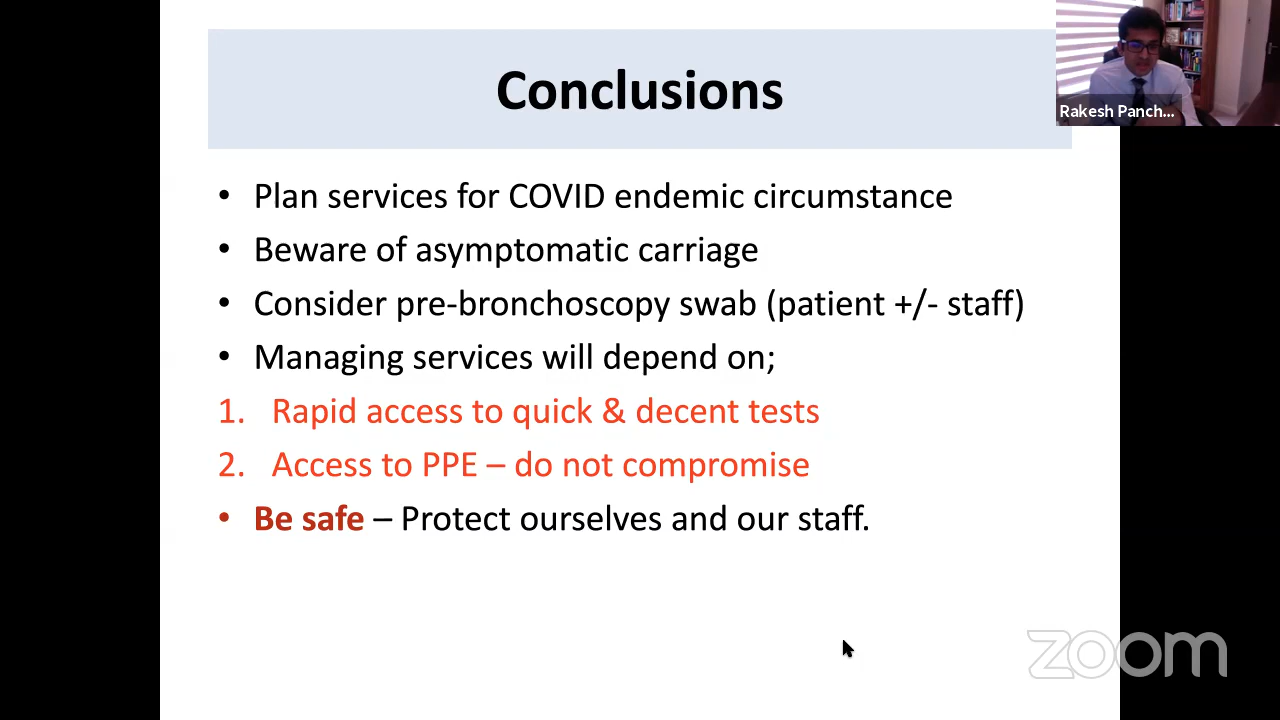 Conclusions
Rakesh Panch...
• Plan services for COVID endemic circumstance
• Beware of asymptomatic carriage
• Consider pre-bronchoscopy swab (patient +/- staff)
• Managing services will depend on;
1. Rapid access to quick & decent tests
2. Access to PPE – do not compromise
• Be safe – Protect ourselves and our staff.
zoom